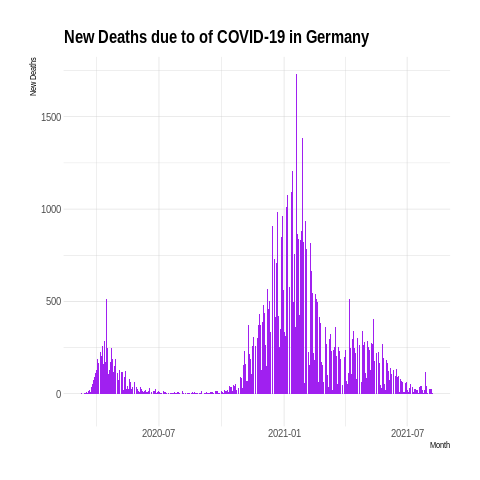 New Deaths due to of COVID-19 in Germany
New Deaths
1500
1000
500
0
2020-07
2021-01
2021-07
Month